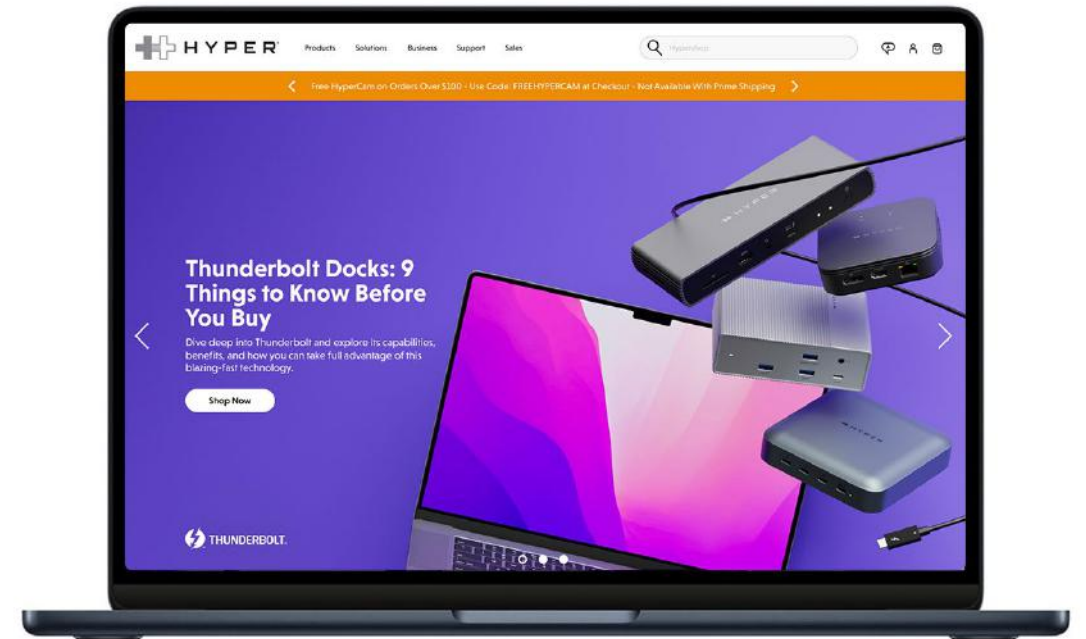 HYPER
Products Solutions Business Support Sales
Free HyperCam on Orders Over $100 - Use Code: FREEHYPERCAM at Checkout - Not Available With Prime Shipping
Thunderbolt Docks: 9
Things to Know Before
You Buy
Dive deep into Thunderbolt and explore its capabilities,
benefits, and how you can take full advantage of this
blazing-fast technology.
Shop Now
THUNDERBOLT.
HYPER
HYPER